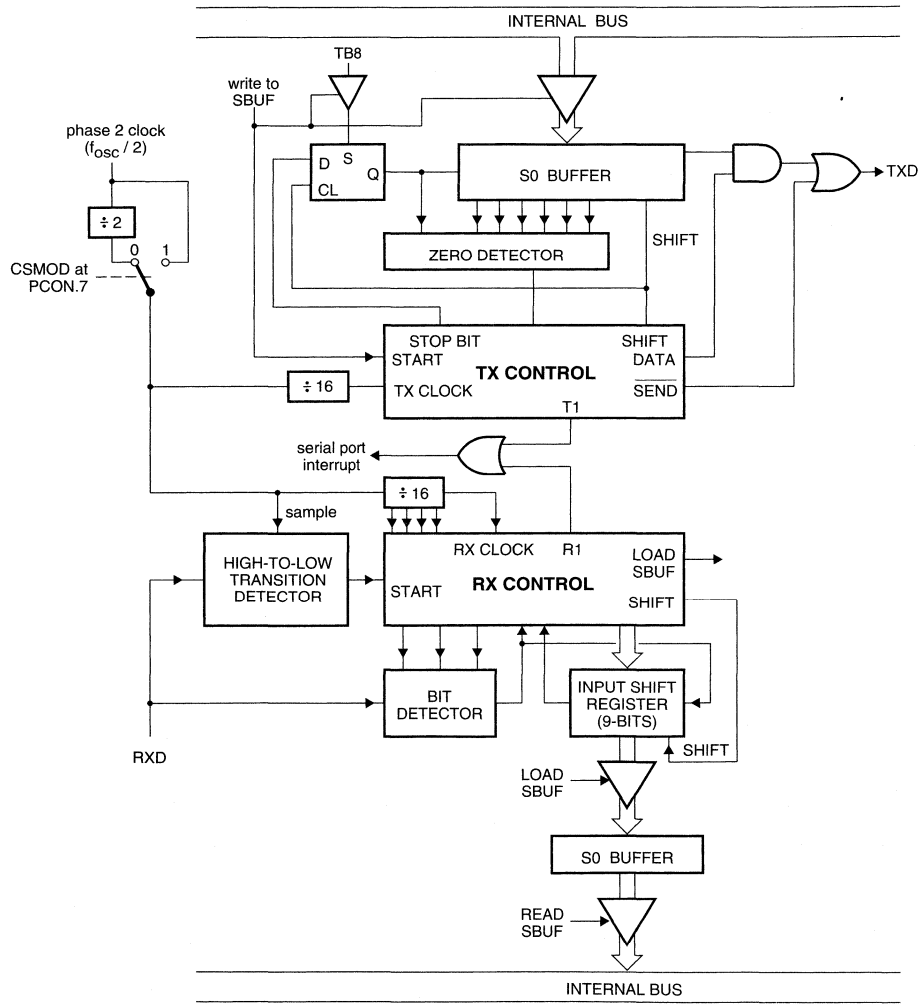 INTERNAL BUS
TB8
write to
SBUF
phase 2 clock
(fosc / 2)
÷ 2
0
1
CSMOD at
PCON.7
D
S
Q
CL
S0 BUFFER
TXD
ZERO DETECTOR
SHIFT
STOP BIT
SHIFT
START
DATA
TX CONTROL
÷ 16
TX CLOCK
SEND
T1
serial port
interrupt
÷ 16
sample
RX CLOCK
R1
HIGH-TO-LOW
TRANSITION
DETECTOR
LOAD
SBUF
START
RX CONTROL
SHIFT
BIT
DETECTOR
INPUT SHIFT
REGISTER
(9-BITS)
RXD
SHIFT
LOAD
SBUF
S0 BUFFER
READ
SBUF
INTERNAL BUS